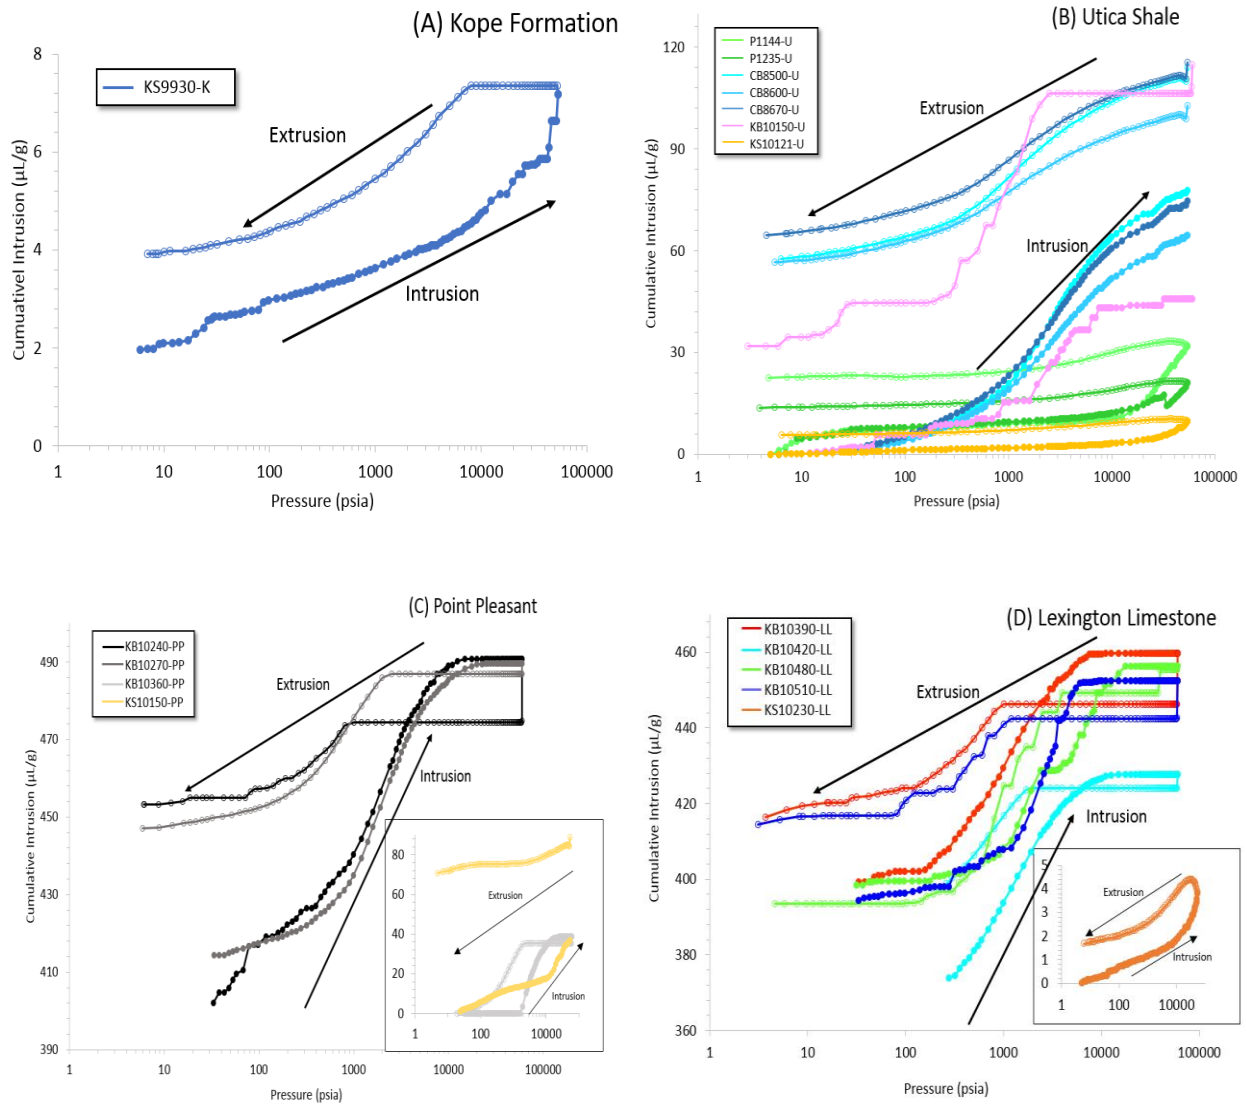 (A) Kope Formation
KS9930-K
Extrusion
Intrusion
Cumuativel Intrusion (µL/g)
8
6
4
2
0
1
10
100
1000
10000
100000
Pressure (psia)
(B) Utica Shale
P1144-U
P1235-U
CB8500-U
CB8600-U
CB8670-U
KB10150-U
KS10121-U
Extrusion
Intrusion
Cumulative Intrusion (µL/g)
120
90
60
30
0
1
10
100
1000
10000
100000
Pressure (psia)
(C) Point Pleasant
KB10240-PP
KB10270-PP
KB10360-PP
KS10150-PP
Extrusion
Intrusion
Cumulative Intrusion (µL/g)
490
470
450
430
410
390
1
10
100
1000
10000
100000
Pressure (psia)
80
60
40
20
0
1
100
10000
Extrusion
Intrusion
(D) Lexington Limestone
KB10390-LL
KB10420-LL
KB10480-LL
KB10510-LL
KS10230-LL
Extrusion
Intrusion
Cumulative Intrusion (µL/g)
460
440
420
400
380
360
1
10
100
1000
10000
100000
Pressure (psia)
5
4
3
2
1
0
1
100
10000
Extrusion
Intrusion